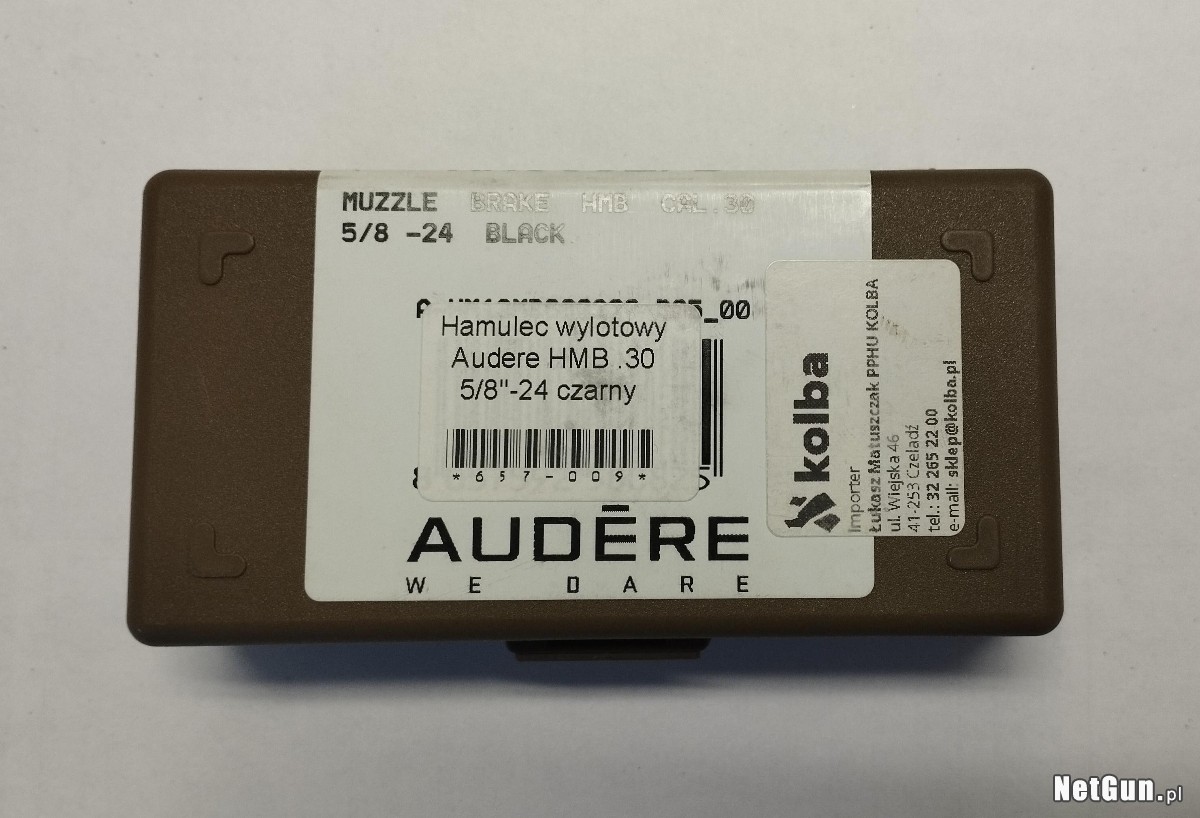 MUZZLE BRAKE HMB CAL.30
5/8 -24 BLACK
_00
Hamulec wylotowy
Audere HMB .30
5/8"-24 czarny
*657-009*
AUDĒRE
WE DARE
kolba
Importer
Łukasz Matuszczak PPHU KOLBA
ul. Wiejska 46
41-253 Czeladź
tel.: 32 265 22 00
e-mail: sklep@kolba.pl
NetGun.pl